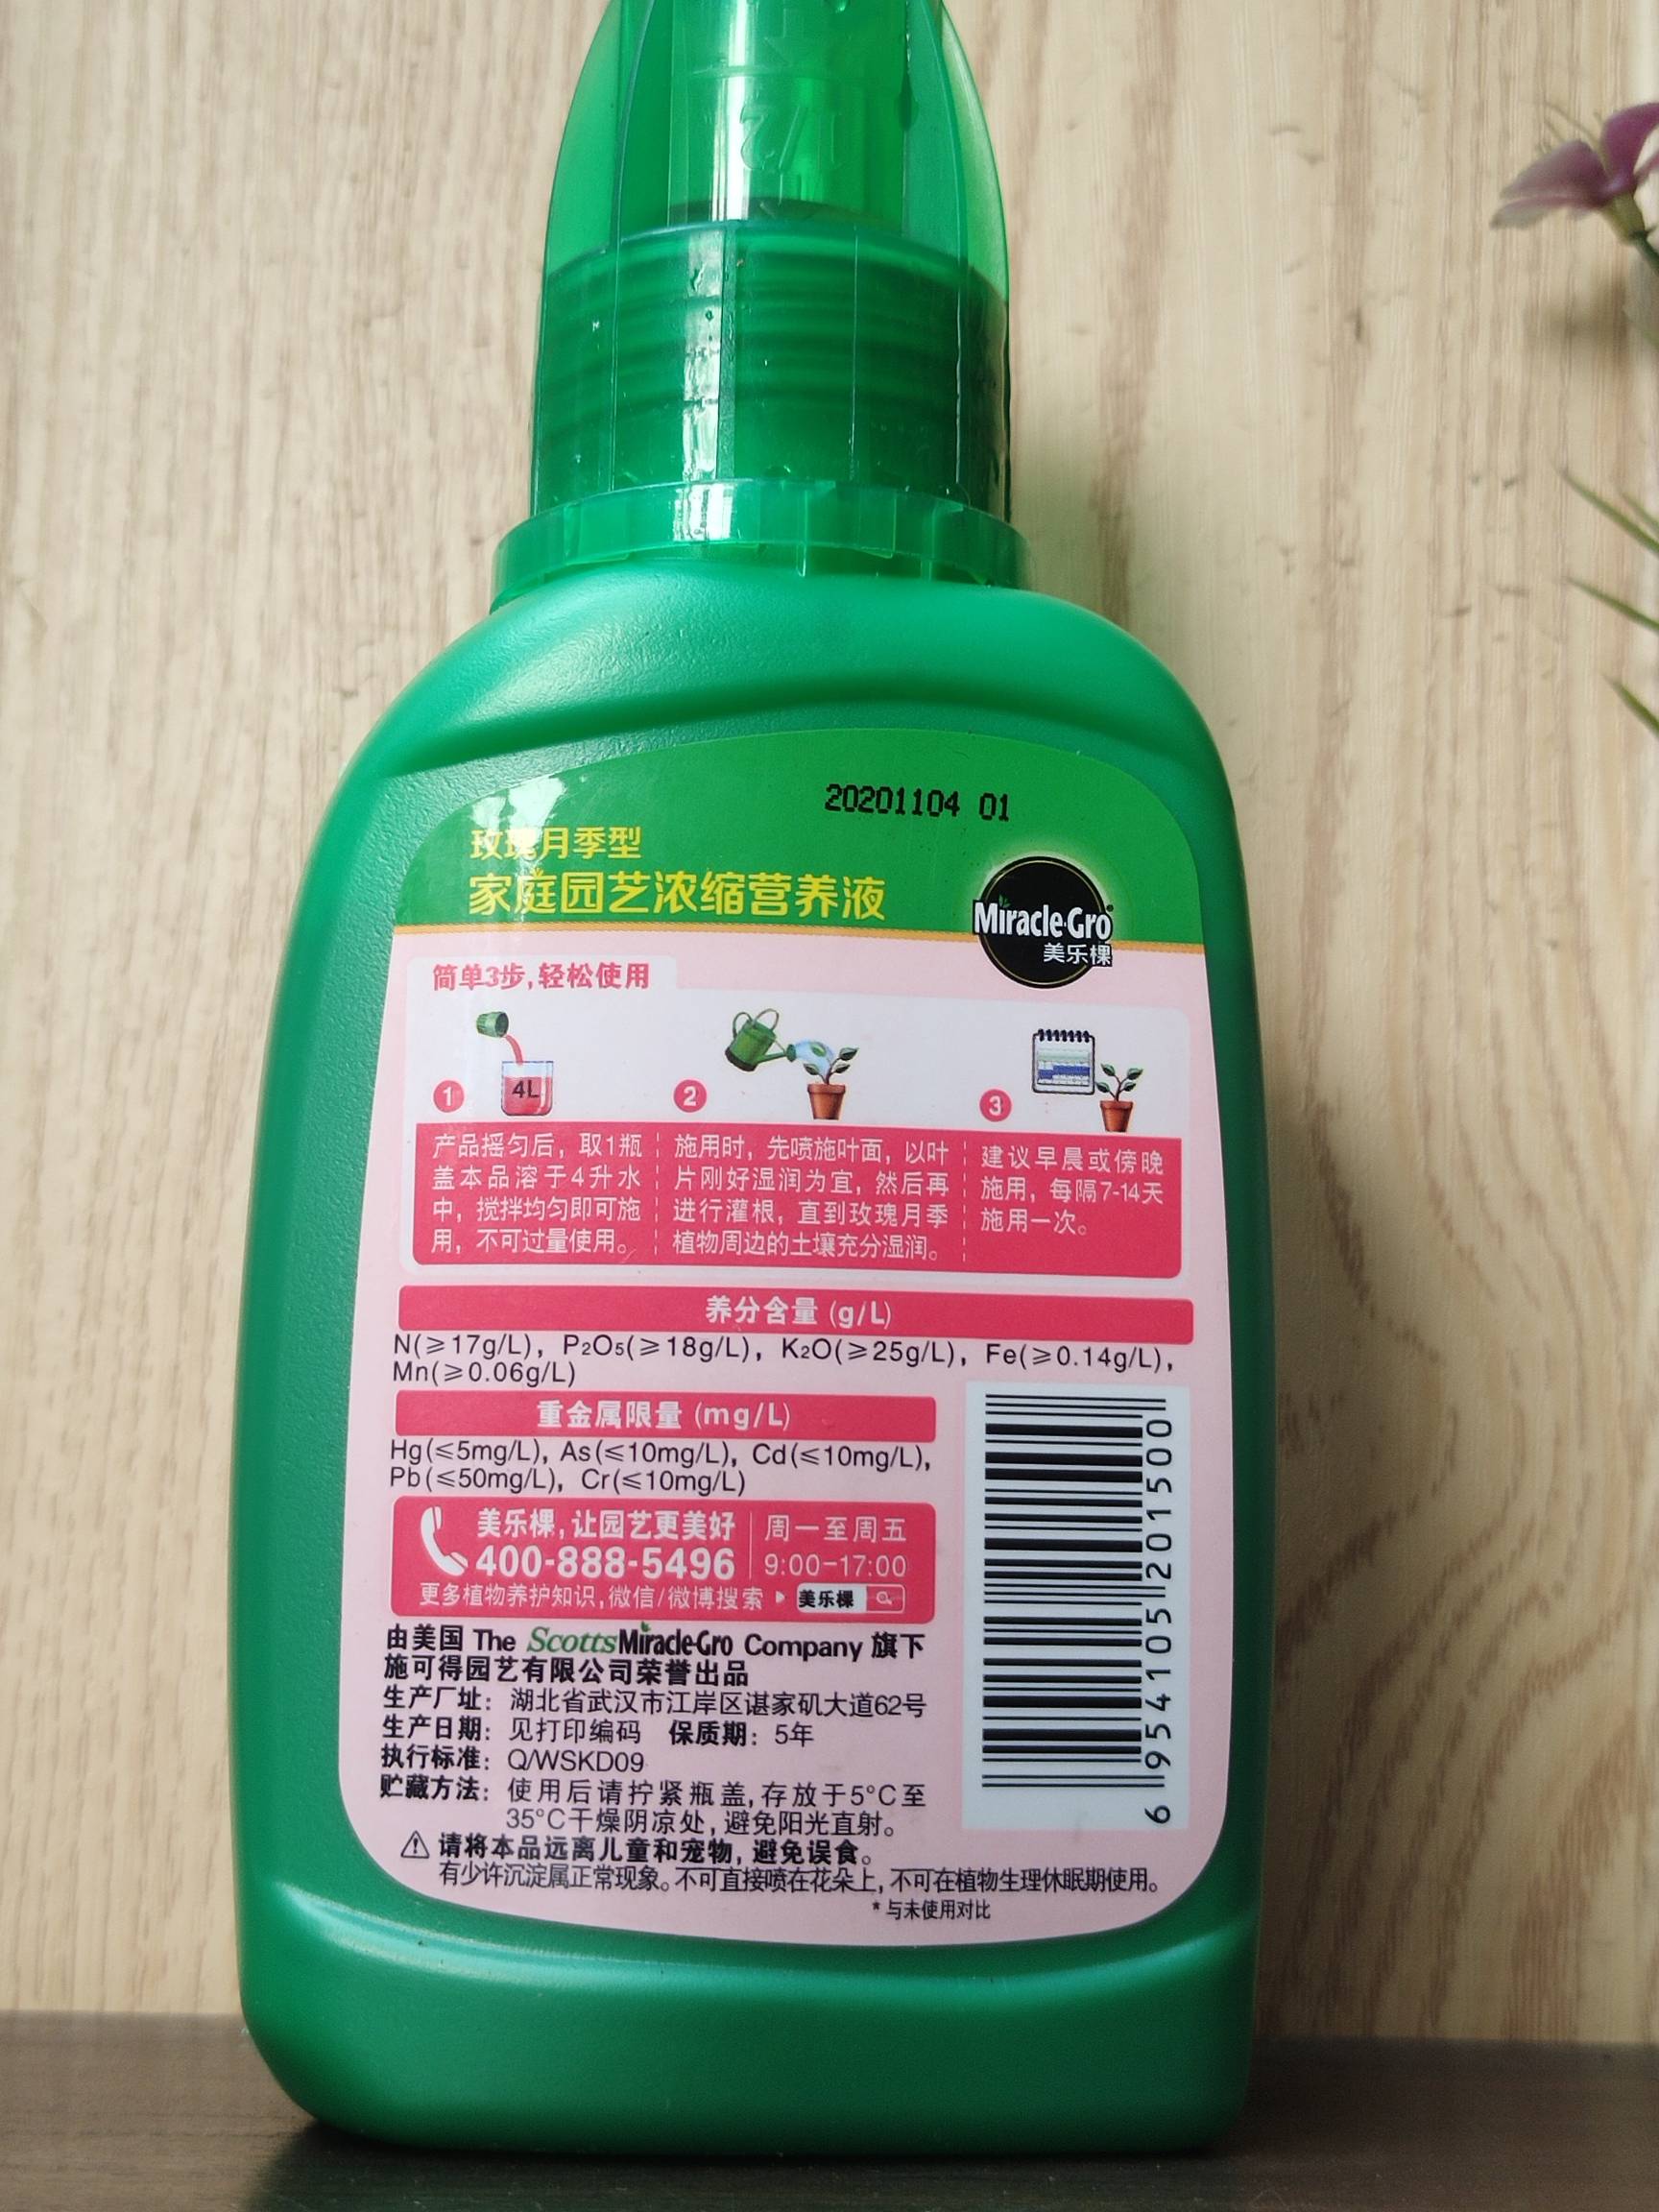 1/2
20201104 01
玫瑰月季型
家庭园艺浓缩营养液
Miracle-Gro®
美乐棵
简单3步,轻松使用
4L
1
2
3
产品摇匀后，取1瓶
盖本品溶于4升水
中，搅拌均匀即可施
用，不可过量使用。
施用时，先喷施叶面，以叶
片刚好湿润为宜，然后再
进行灌根，直到玫瑰月季
植物周边的土壤充分湿润。
建议早晨或傍晚
施用，每隔7-14天
施用一次。
养分含量 (g/L)
N(≥17g/L)，P₂O₅(≥18g/L)，K₂O(≥25g/L)，Fe(≥0.14g/L)，
Mn(≥0.06g/L)
重金属限量 (mg/L)
Hg(≤5mg/L)，As(≤10mg/L)，Cd(≤10mg/L)，
Pb(≤50mg/L)，Cr(≤10mg/L)
美乐棵,让园艺更美好
400-888-5496
周一至周五
9:00-17:00
更多植物养护知识,微信/微博搜索 美乐棵
由美国 The ScottsMiracle-Gro Company 旗下
施可得园艺有限公司荣誉出品
生产厂址：湖北省武汉市江岸区谌家矶大道62号
生产日期：见打印编码 保质期：5年
执行标准：Q/WSKD09
贮藏方法：使用后请拧紧瓶盖,存放于5°C至
35°C干燥阴凉处,避免阳光直射。
请将本品远离儿童和宠物,避免误食。
有少许沉淀属正常现象。不可直接喷在花朵上,不可在植物生理休眠期使用。
*与未使用对比
6 954105 201500